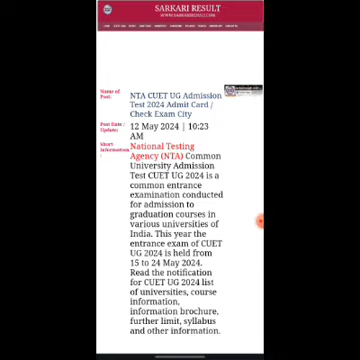 SARKARI RESULT
WWW.SARKARIRESULT.COM
Name of Post:
NTA CUET UG Admission
Test 2024 Admit Card /
Check Exam City
Post Date / Update:
12 May 2024 | 10:23
AM
Short Information :
National Testing
Agency (NTA) Common
University Admission
Test CUET UG 2024 is a
common entrance
examination conducted
for admission to
graduation courses in
various universities of
India. This year the
entrance exam of CUET
UG 2024 is held from
15 to 24 May 2024.
Read the notification
for CUET UG 2024 list
of universities, course
information,
information brochure,
further limit, syllabus
and other information.